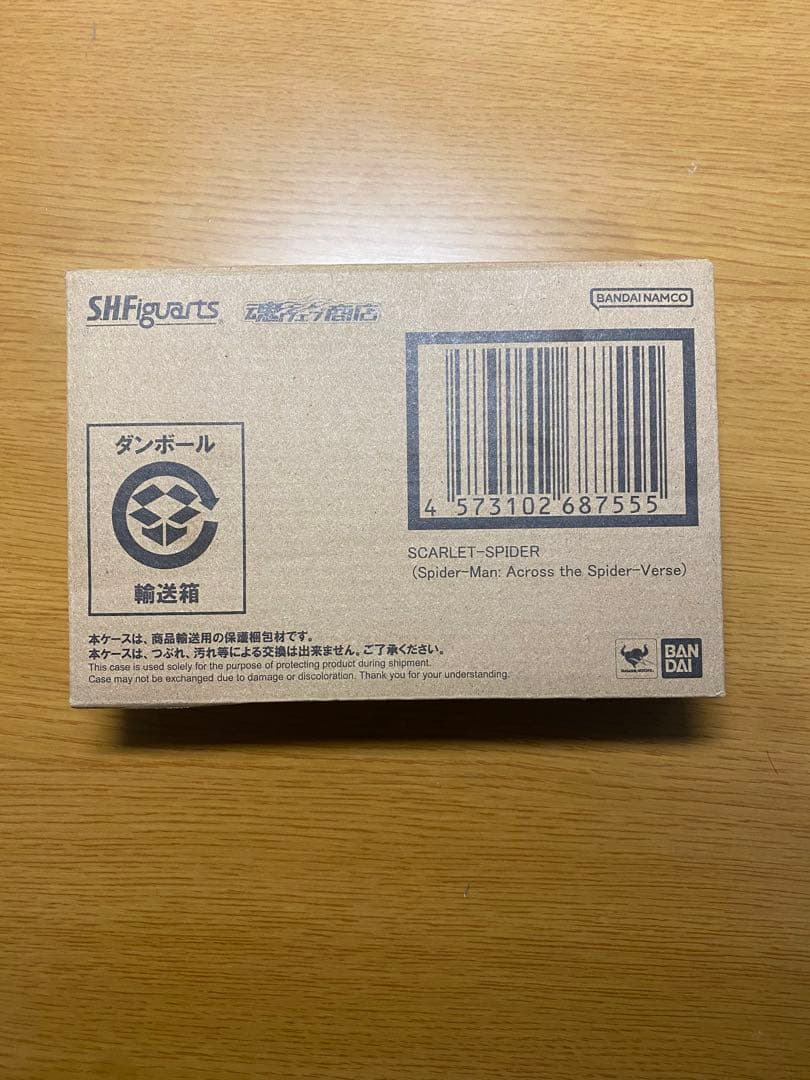 S.H.Figuarts
魂ウェブ商店
BANDAI NAMCO
4 573102 687555
ダンボール
輸送箱
SCARLET-SPIDER
(Spider-Man: Across the Spider-Verse)
本ケースは、商品輸送用の保護梱包材です。
本ケースは、つぶれ、汚れ等による交換は出来ません。ご了承ください。
This case is used solely for the purpose of protecting product during shipment.
Case may not be exchanged due to damage or discoloration. Thank you for your understanding.
BAN
DAI